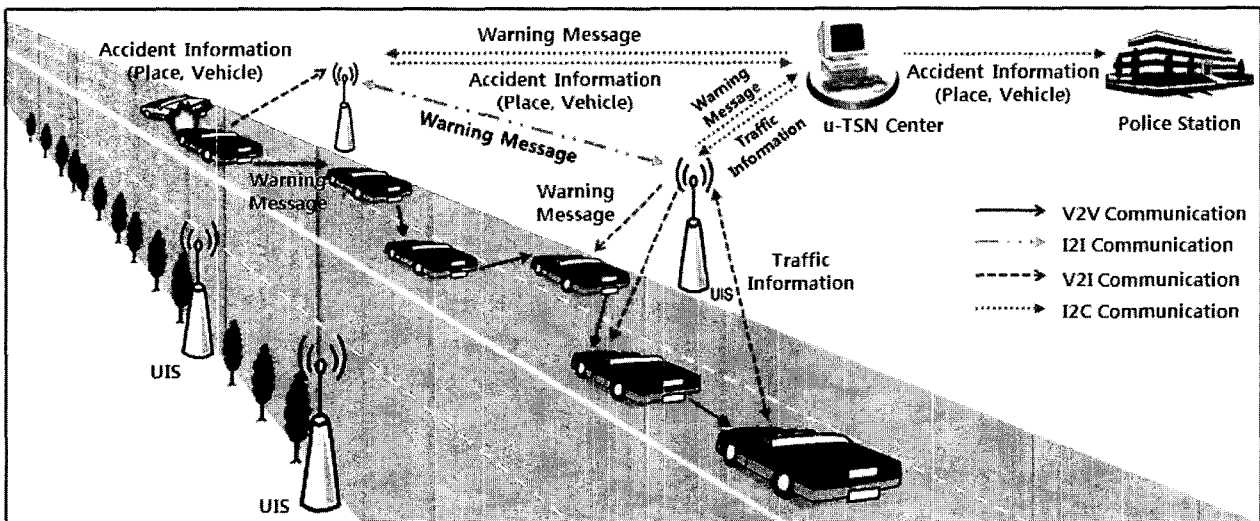 Accident Information
(Place, Vehicle)
Warning Message
Accident Information
(Place, Vehicle)
Warning Message
Warning
Message
Traffic
Information
u-TSN Center
Accident Information
(Place, Vehicle)
Police Station
Warning
Message
Warning
Message
Traffic
Information
UIS
UIS
UIS
V2V Communication
I2I Communication
V2I Communication
I2C Communication